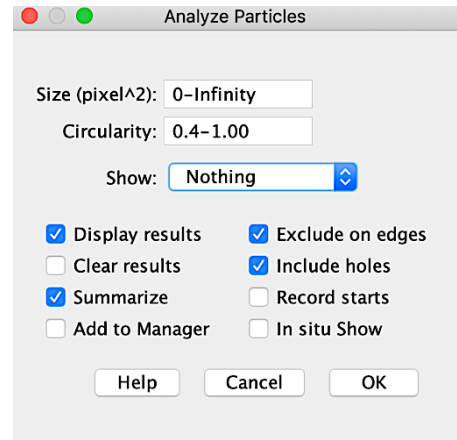 Analyze Particles
Size (pixel^2): 0-Infinity
Circularity: 0.4-1.00
Show: Nothing
Display results Exclude on edges
Clear results Include holes
Summarize Record starts
Add to Manager In situ Show
Help Cancel OK